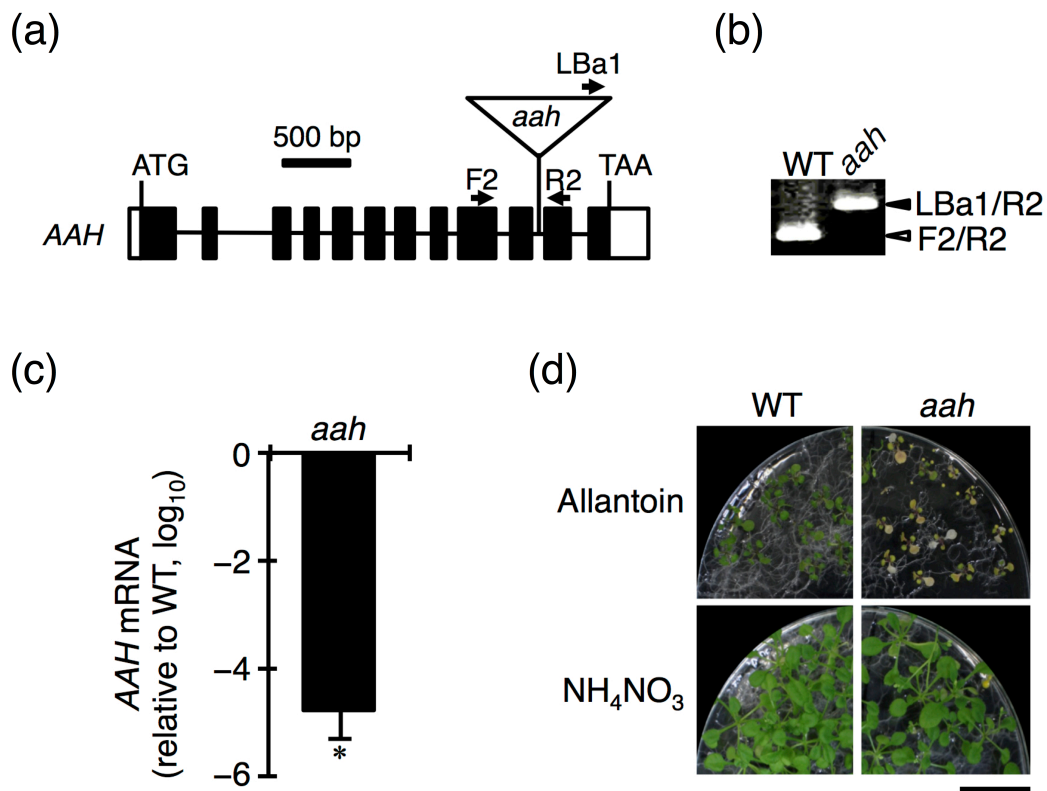 (a)
LBa1
aah
500 bp
ATG
F2
R2
TAA
AAH
(b)
WT
aah
LBa1/R2
F2/R2
(c)
aah
0
−2
−4
−6
AAH mRNA
(relative to WT, log₁₀)
*
(d)
WT
aah
Allantoin
NH₄NO₃